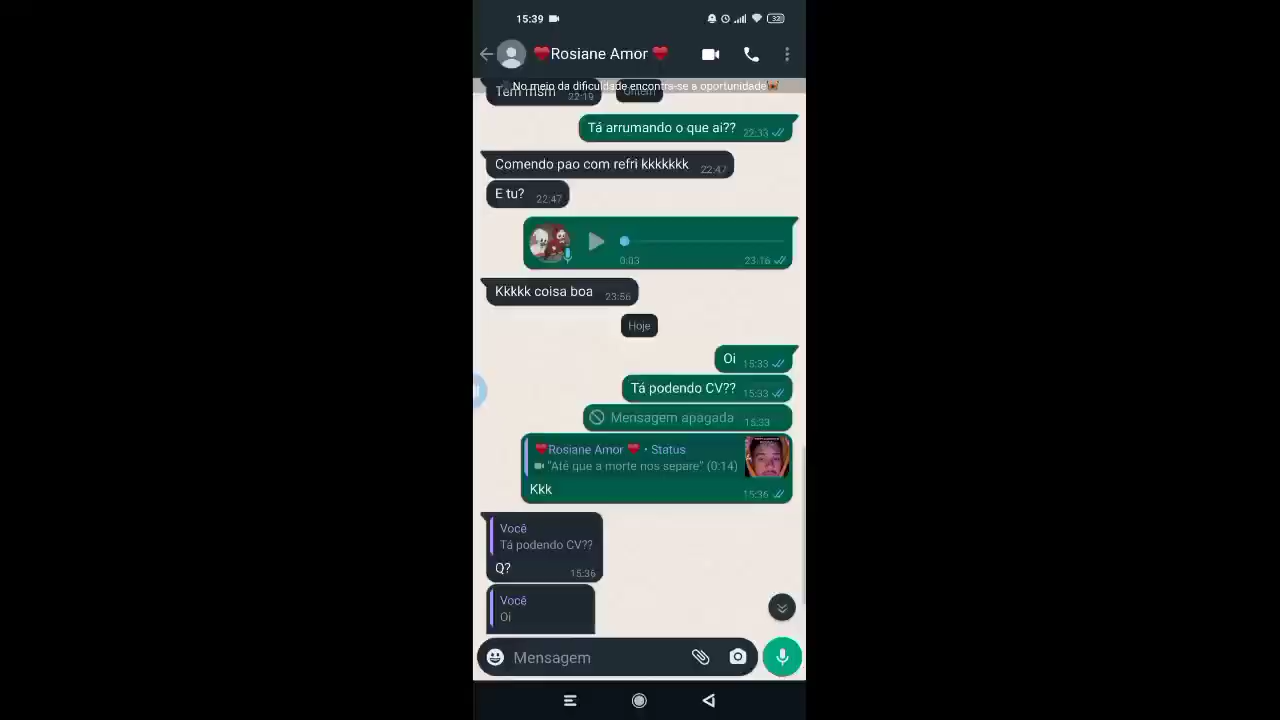 15:39
32
❤️Rosiane Amor ❤️
No meio da dificuldade encontra-se a oportunidade
Tem msm 22:19
Ontem
Tá arrumando o que ai?? 22:33
Comendo pao com refri kkkkkkk 22:47
E tu? 22:47
0:03 23:16
Kkkkk coisa boa 23:56
Hoje
Oi 15:33
Tá podendo CV?? 15:33
Mensagem apagada 15:33
❤️Rosiane Amor ❤️ • Status
"Até que a morte nos separe" (0:14)
Kkk 15:36
Você
Tá podendo CV??
Q? 15:36
Você
Oi
Mensagem